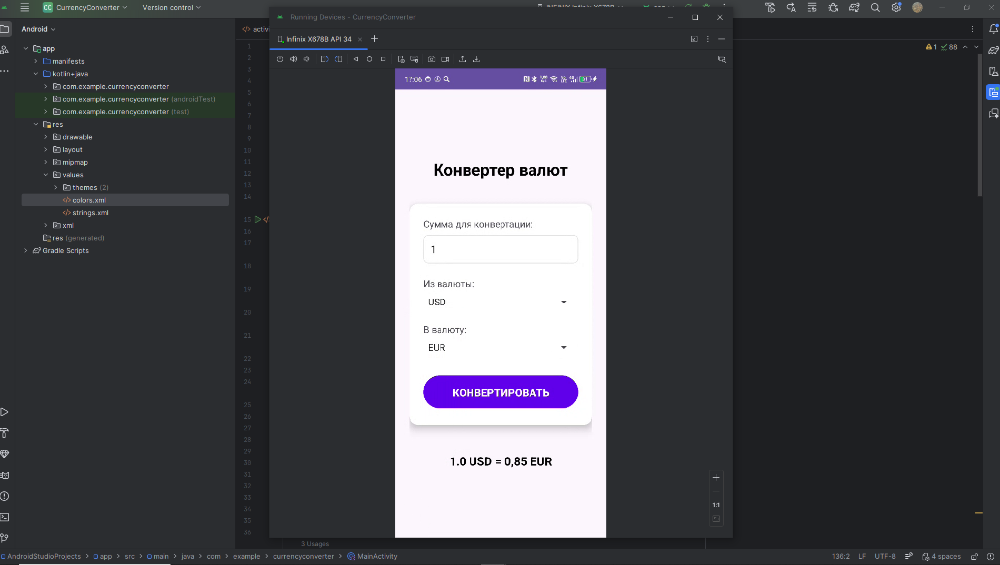 CC CurrencyConverter Version control
Running Devices - CurrencyConverter
Android
activi
Infinix X678B API 34
1 88
app
manifests
kotlin+java
com.example.currencyconverter
com.example.currencyconverter (androidTest)
com.example.currencyconverter (test)
res
drawable
layout
mipmap
values
themes (2)
colors.xml
strings.xml
xml
res (generated)
Gradle Scripts
1
2
3
4
5
6
7
8
9
10
11
12
13
14
15
16
17
18
19
20
21
22
23
24
25
26
27
28
29
30
31
32
33
34
35
36
17:06 1,88 K/S Vo LTE 4G 31
Конвертер валют
Сумма для конвертации:
1
Из валюты:
USD
В валюту:
EUR
КОНВЕРТИРОВАТЬ
1.0 USD = 0,85 EUR
1:1
3 Usages
AndroidStudioProjects > app > src > main > java > com > example > currencyconverter > MainActivity
136:2 LF UTF-8 4 spaces